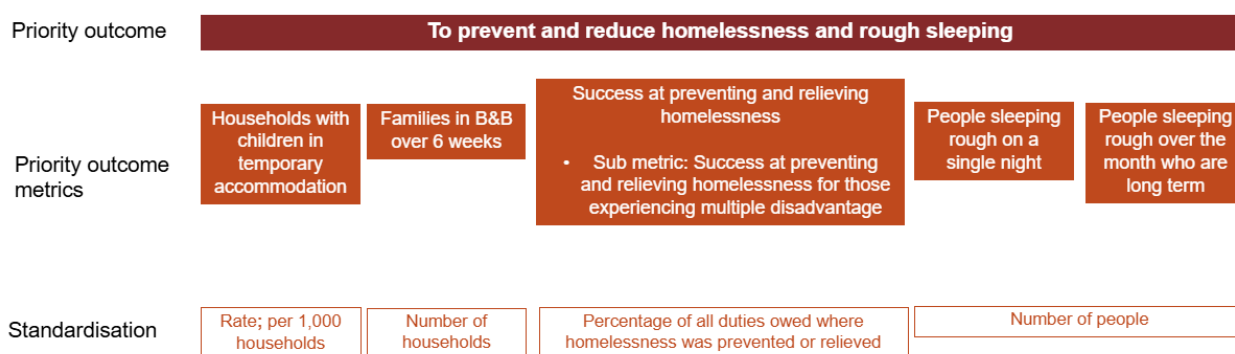 Priority outcome
To prevent and reduce homelessness and rough sleeping
Priority outcome
metrics
Households with
children in
temporary
accommodation
Families in B&B
over 6 weeks
Success at preventing and relieving
homelessness
• Sub metric: Success at preventing
and relieving homelessness for those
experiencing multiple disadvantage
People sleeping
rough on a
single night
People sleeping
rough over the
month who are
long term
Standardisation
Rate; per 1,000
households
Number of
households
Percentage of all duties owed where
homelessness was prevented or relieved
Number of people